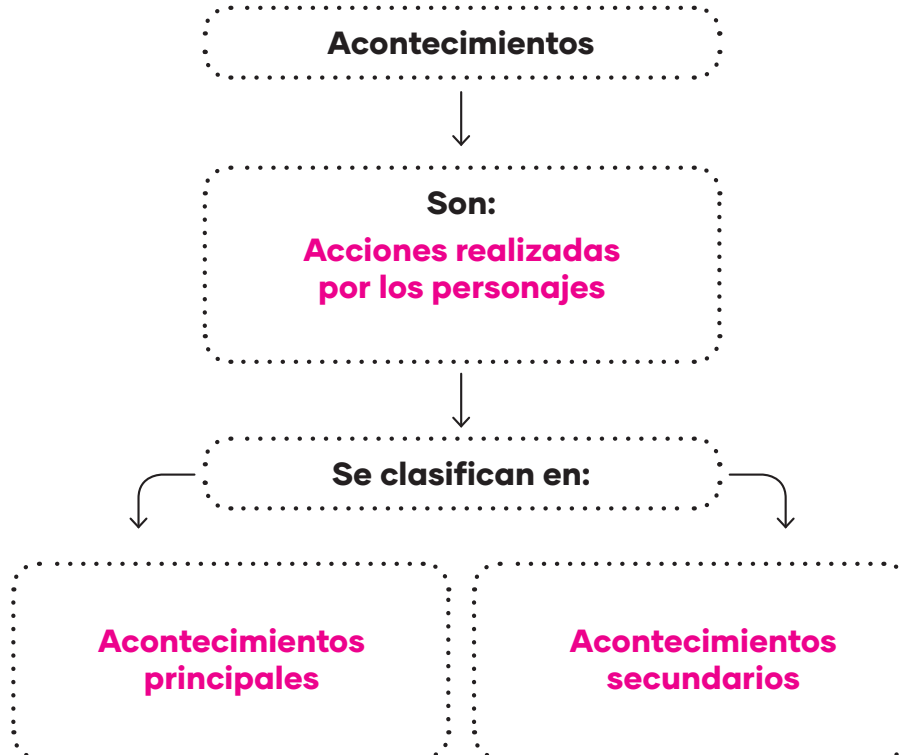 Acontecimientos
Son:
Acciones realizadas
por los personajes
Se clasifican en:
Acontecimientos
principales
Acontecimientos
secundarios